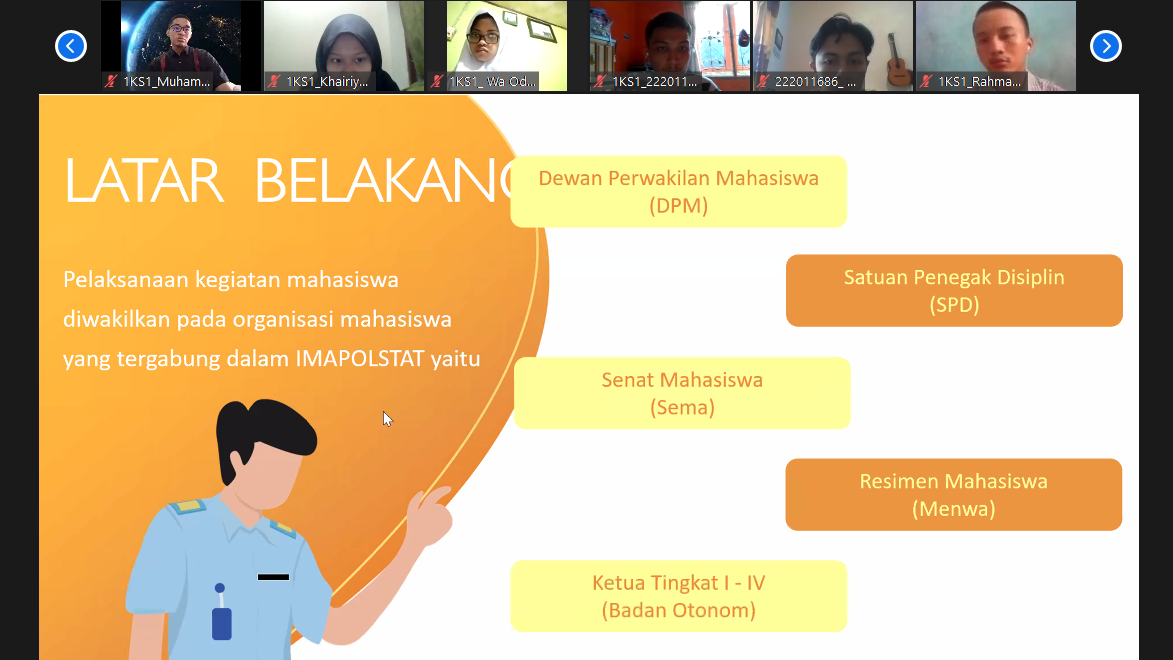 1KS1_Muham...
1KS1_Khairiy...
1KS1_ Wa Od...
1KS1_222011...
222011686_ ...
1KS1_Rahma...
LATAR BELAKANG
Pelaksanaan kegiatan mahasiswa
diwakilkan pada organisasi mahasiswa
yang tergabung dalam IMAPOLSTAT yaitu
Dewan Perwakilan Mahasiswa
(DPM)
Satuan Penegak Disiplin
(SPD)
Senat Mahasiswa
(Sema)
Resimen Mahasiswa
(Menwa)
Ketua Tingkat I - IV
(Badan Otonom)